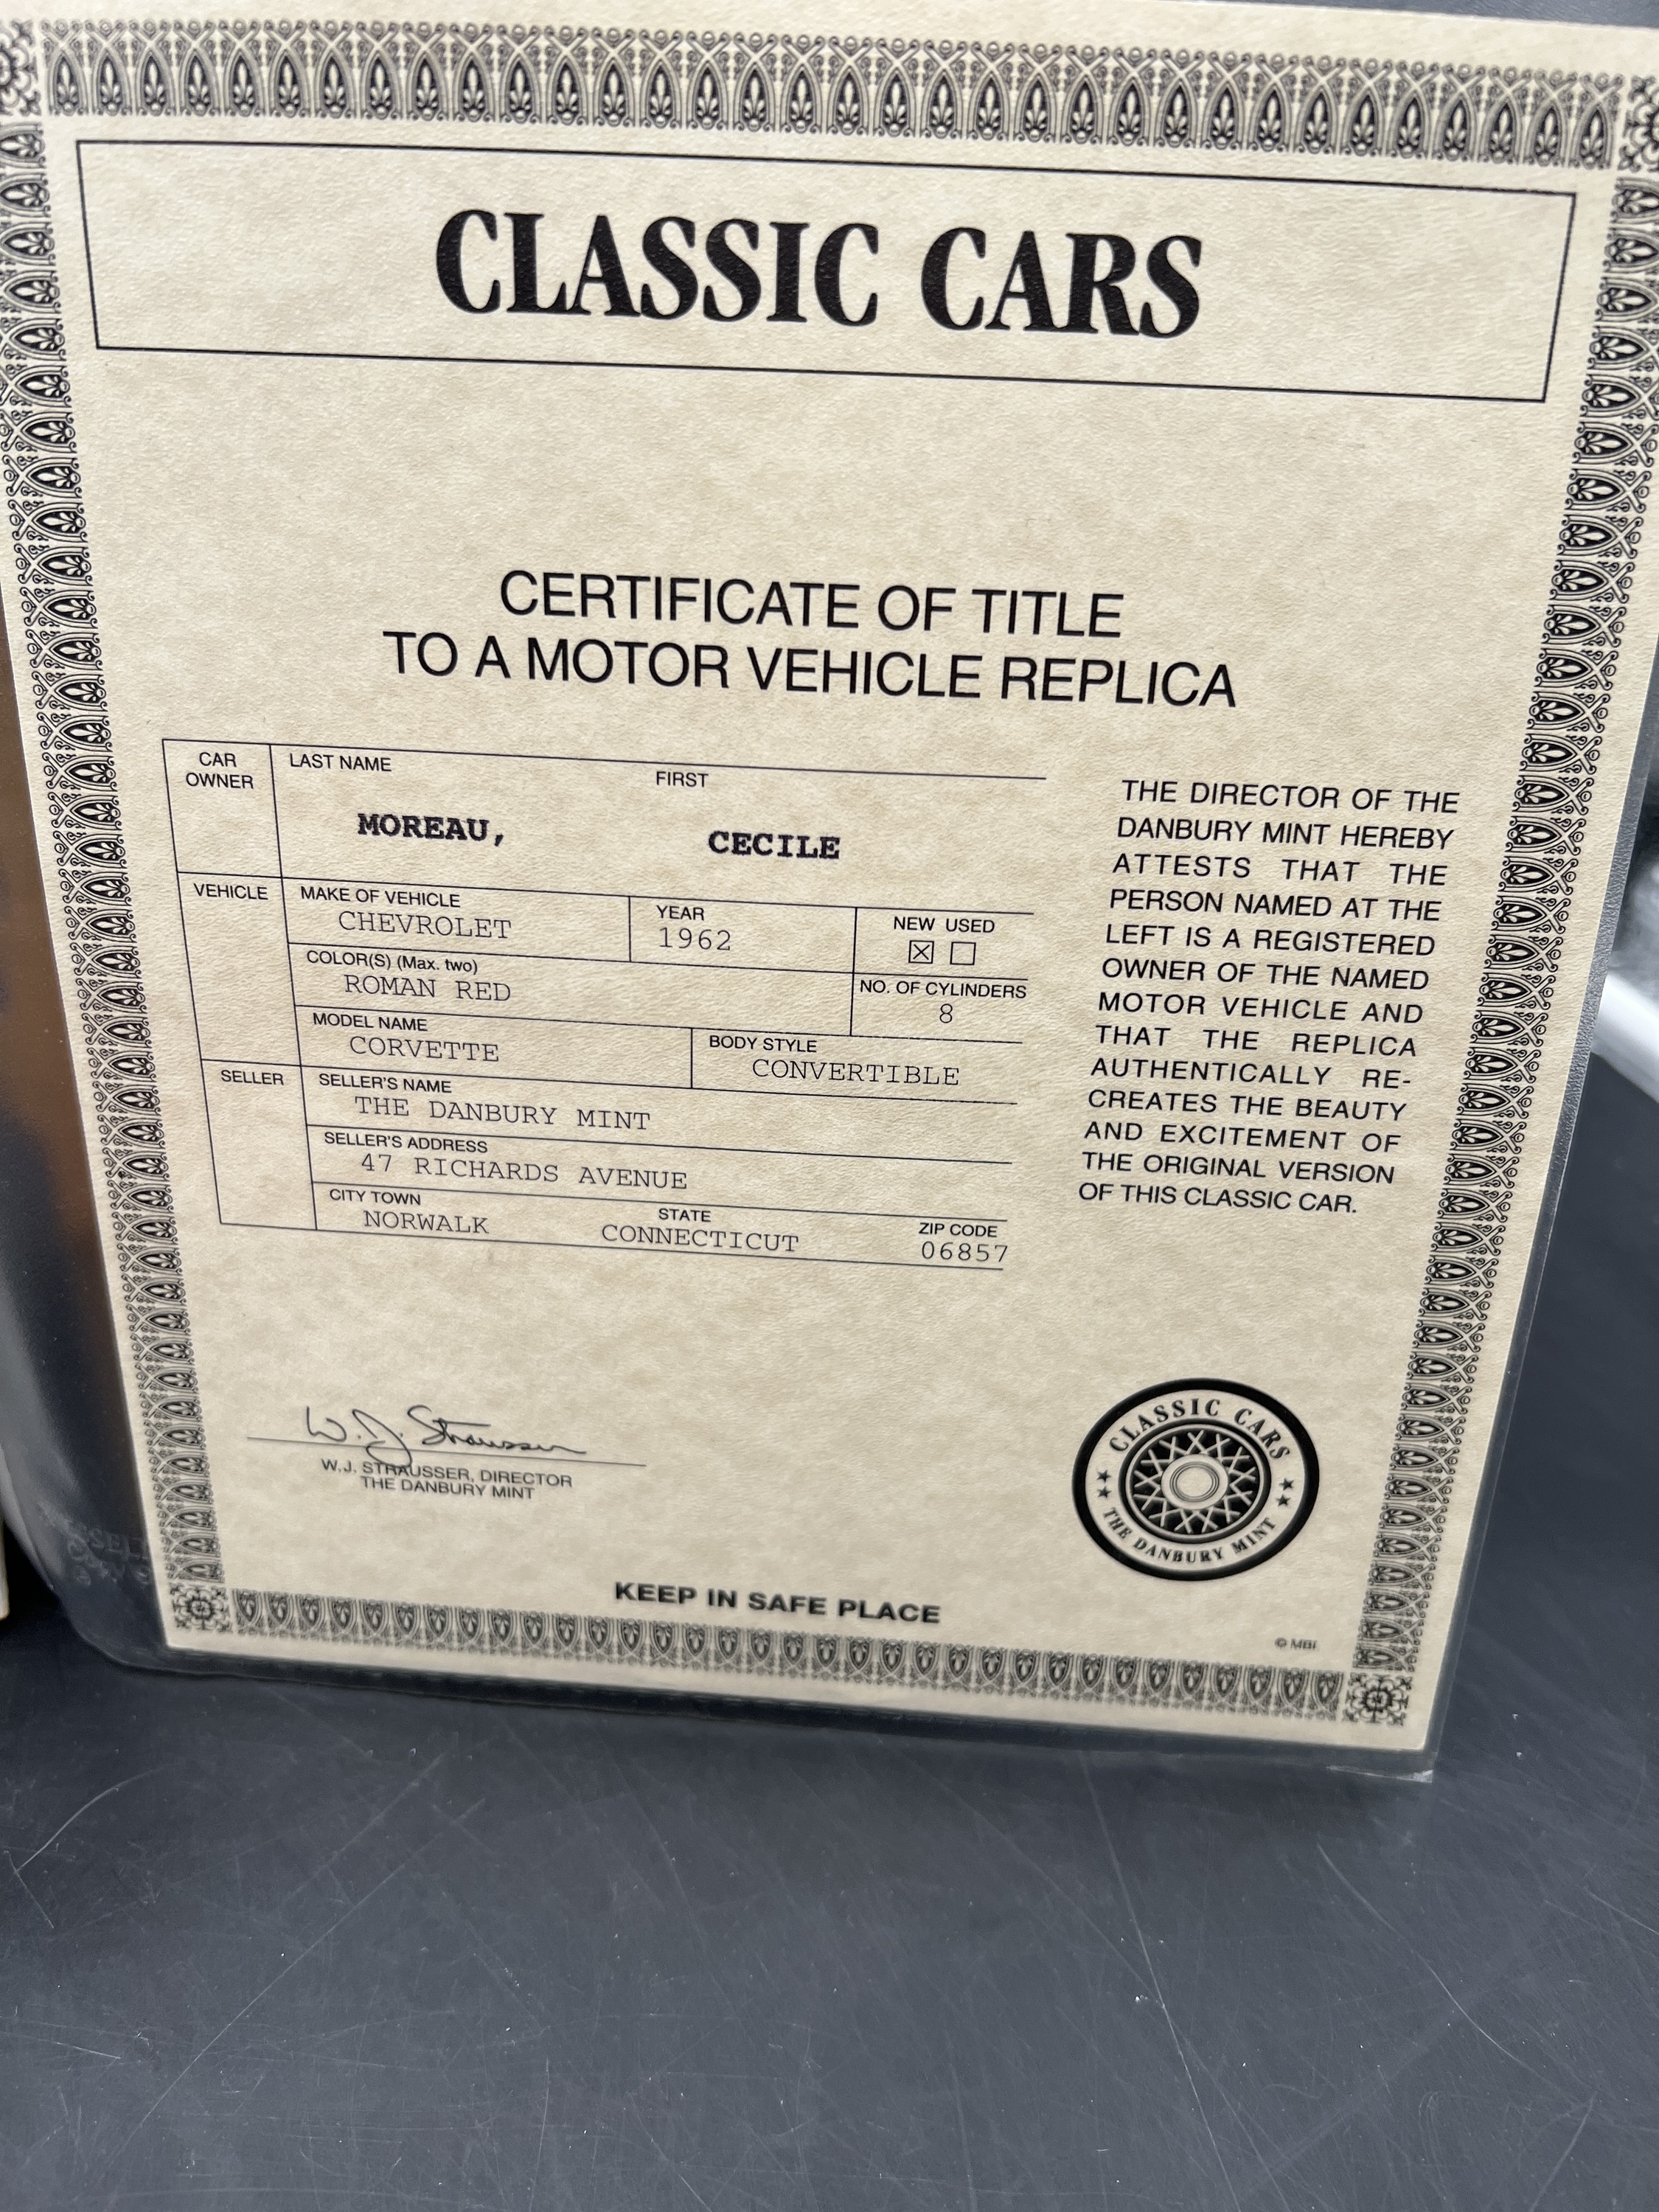 CLASSIC CARS
CERTIFICATE OF TITLE
TO A MOTOR VEHICLE REPLICA
CAR OWNER
LAST NAME FIRST
MOREAU, CECILE
VEHICLE
MAKE OF VEHICLE
CHEVROLET
YEAR
1962
NEW USED
☒ ☐
COLOR(S) (Max. two)
ROMAN RED
NO. OF CYLINDERS
8
MODEL NAME
CORVETTE
BODY STYLE
CONVERTIBLE
SELLER
SELLER'S NAME
THE DANBURY MINT
SELLER'S ADDRESS
47 RICHARDS AVENUE
CITY TOWN STATE ZIP CODE
NORWALK CONNECTICUT 06857
THE DIRECTOR OF THE
DANBURY MINT HEREBY
ATTESTS THAT THE
PERSON NAMED AT THE
LEFT IS A REGISTERED
OWNER OF THE NAMED
MOTOR VEHICLE AND
THAT THE REPLICA
AUTHENTICALLY RE-
CREATES THE BEAUTY
AND EXCITEMENT OF
THE ORIGINAL VERSION
OF THIS CLASSIC CAR.
W. J. Strausser
W.J. STRAUSSER, DIRECTOR
THE DANBURY MINT
CLASSIC CARS
THE DANBURY MINT
KEEP IN SAFE PLACE
© MBI